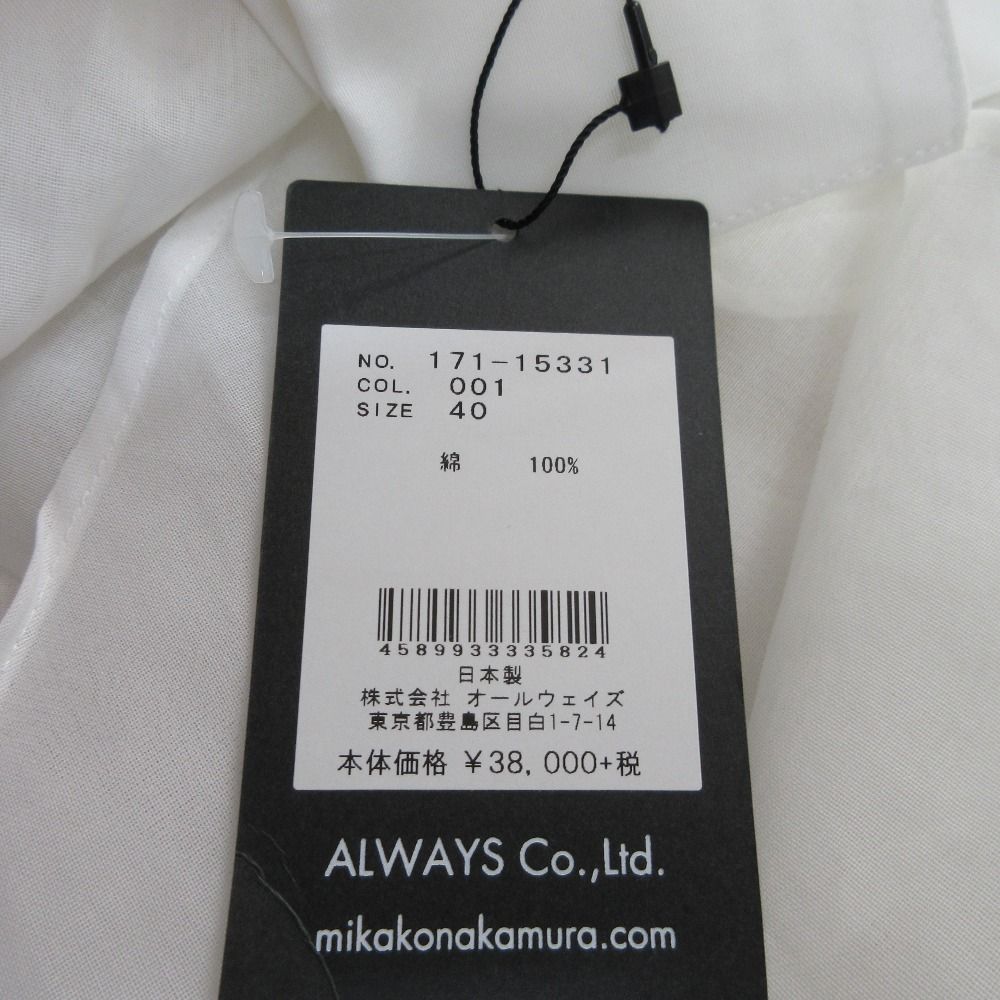 NO. 171-15331
COL. 001
SIZE 40
綿 100%
4589933335824
日本製
株式会社 オールウェイズ
東京都豊島区目白1-7-14
本体価格 ¥38,000+税
ALWAYS Co.,Ltd.
mikakonakamura.com